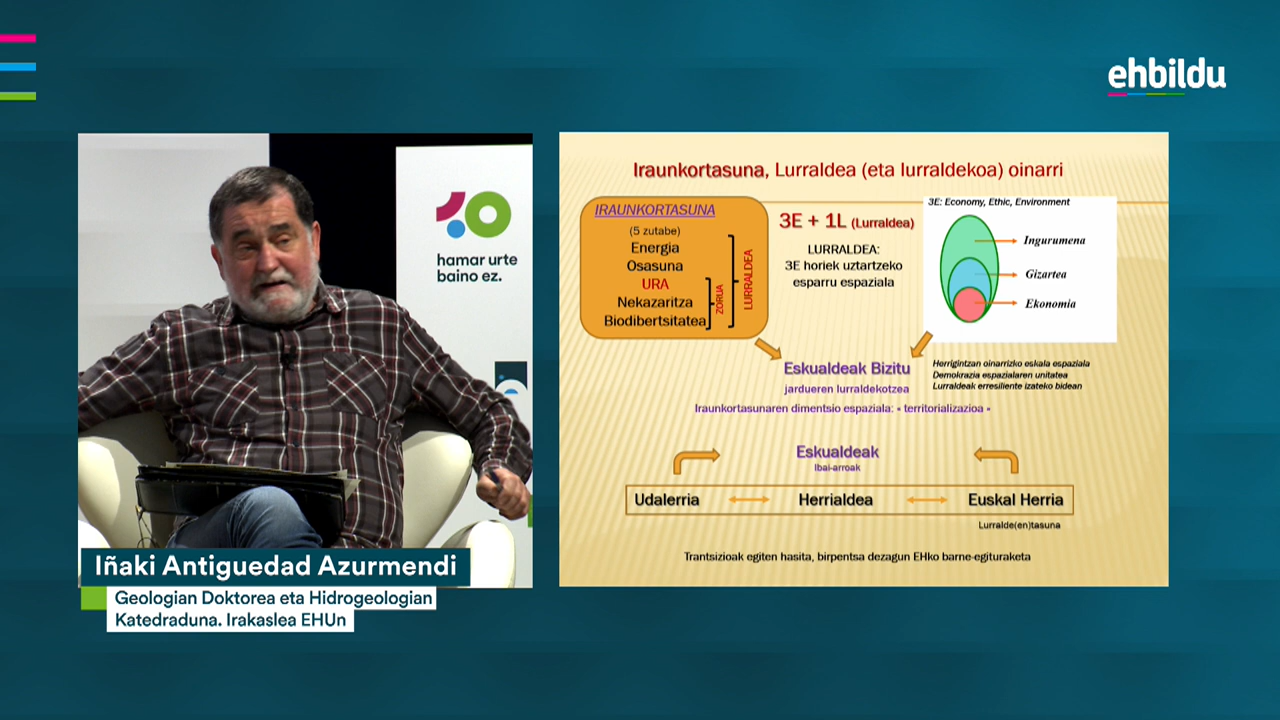 ehbildu
hamar urte
baino ez.
Iñaki Antiguedad Azurmendi
Geologian Doktorea eta Hidrogeologian
Katedraduna. Irakaslea EHUn
Iraunkortasuna, Lurraldea (eta lurraldekoa) oinarri
IRAUNKORTASUNA
(5 zutabe)
Energia
Osasuna
URA
Nekazaritza
Biodibertsitatea
ZORUA
LURRALDEA
3E + 1L (Lurraldea)
LURRALDEA:
3E horiek uztartzeko
esparru espaziala
3E: Economy, Ethic, Environment
Ingurumena
Gizartea
Ekonomia
Eskualdeak Bizitu
jardueren lurraldekotzea
Herrigintzan oinarrizko eskala espaziala
Demokrazia espazialaren unitatea
Lurraldeak erresiliente izateko bidean
Iraunkortasunaren dimentsio espaziala: « territorializazioa »
Eskualdeak
Ibai-arroak
Udalerria
Herrialdea
Euskal Herria
Lurralde(en)tasuna
Trantsizioak egiten hasita, birpentsa dezagun EHko barne-egituraketa